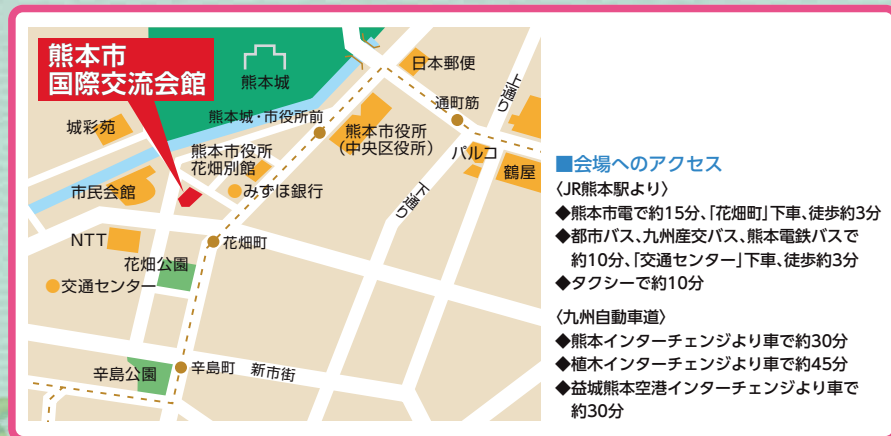 熊本市
国際交流会館
熊本城
日本郵便
上通り
通町筋
熊本城・市役所前
城彩苑
熊本市役所
(中央区役所)
熊本市役所
花畑別館
パルコ
鶴屋
市民会館
みずほ銀行
下通り
NTT
花畑町
花畑公園
交通センター
辛島公園
辛島町
新市街
■会場へのアクセス
〈JR熊本駅より〉
◆熊本市電で約15分、「花畑町」下車、徒歩約3分
◆都市バス、九州産交バス、熊本電鉄バスで
約10分、「交通センター」下車、徒歩約3分
◆タクシーで約10分
〈九州自動車道〉
◆熊本インターチェンジより車で約30分
◆植木インターチェンジより車で約45分
◆益城熊本空港インターチェンジより車で
約30分